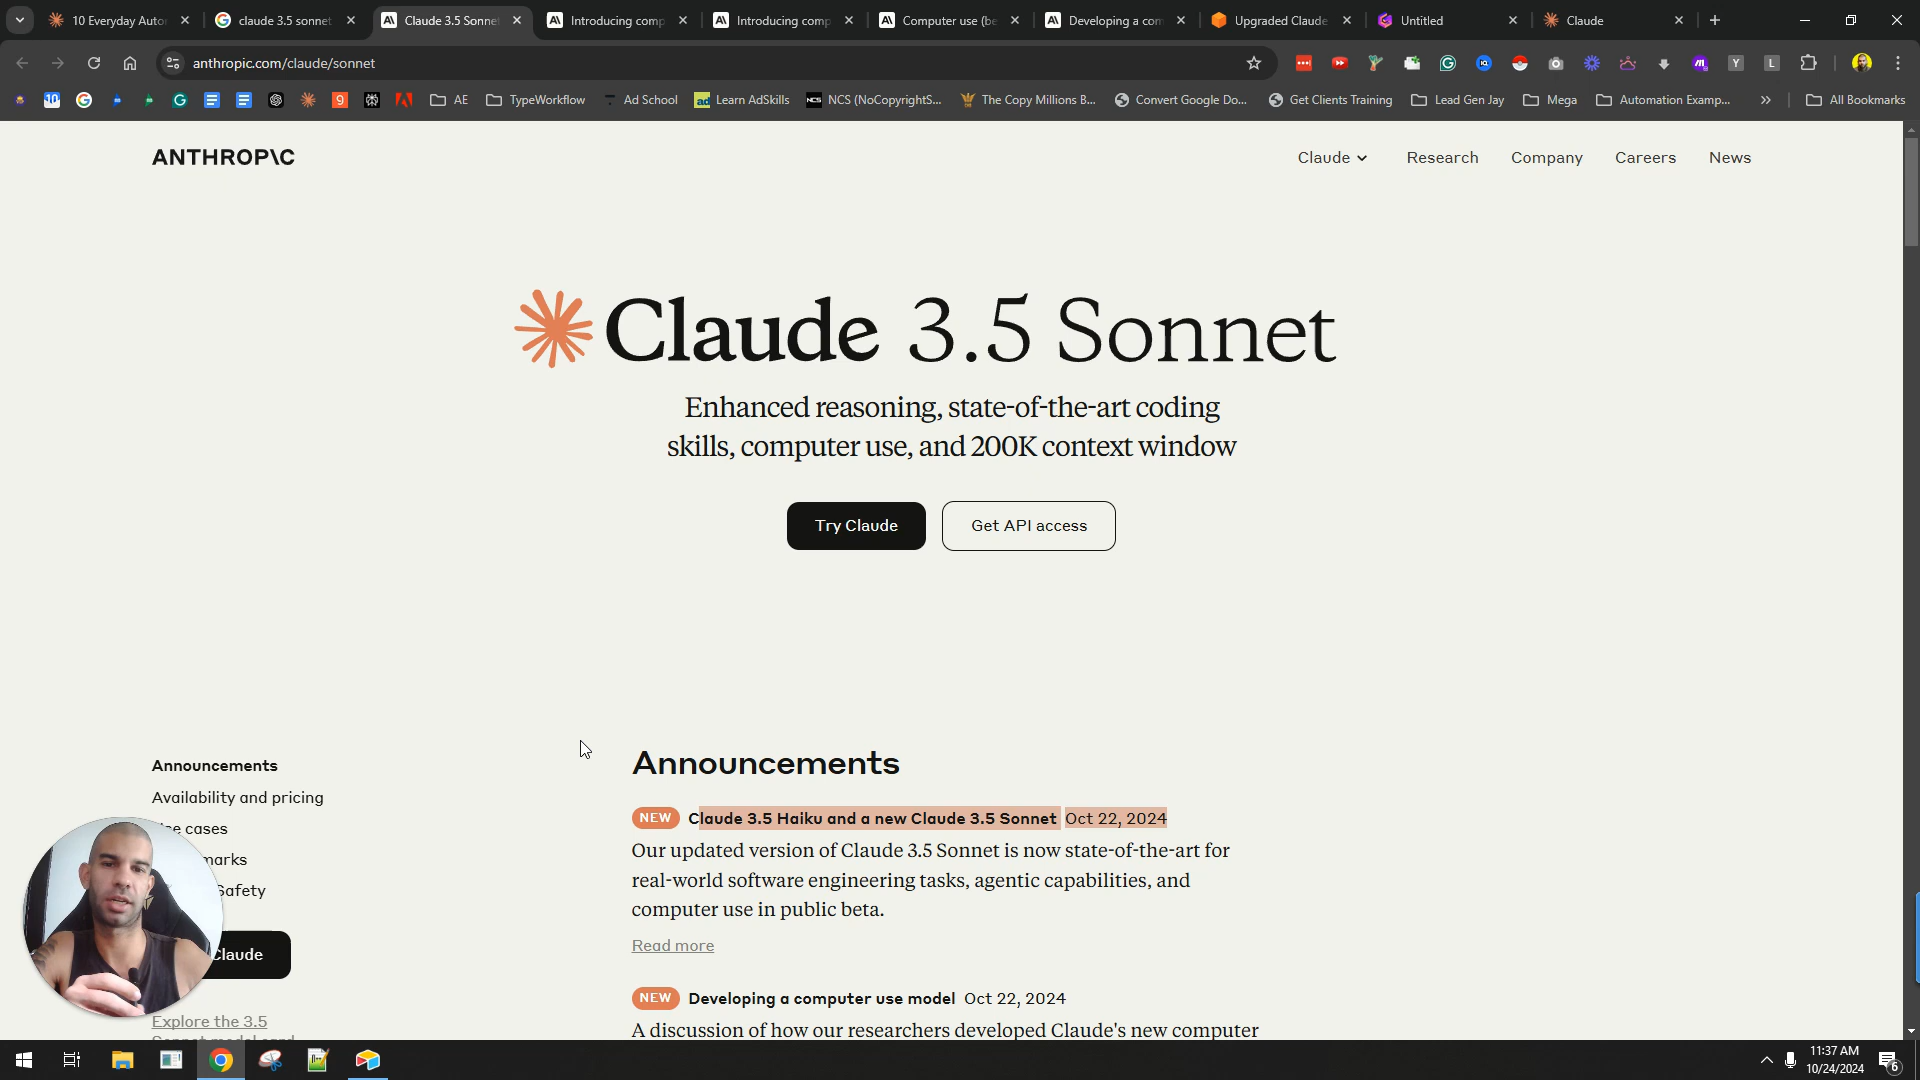 10 Everyday Autor
claude 3.5 sonnet
Claude 3.5 Sonne
Introducing comp
Introducing comp
Computer use (be
Developing a com
Upgraded Claude
Untitled
Claude
anthropic.com/claude/sonnet
AE
TypeWorkflow
Ad School
Learn AdSkills
NCS (NoCopyrightS...
The Copy Millions B...
Convert Google Do...
Get Clients Training
Lead Gen Jay
Mega
Automation Examp...
All Bookmarks
ANTHROP\C
Claude
Research
Company
Careers
News
Claude 3.5 Sonnet
Enhanced reasoning, state-of-the-art coding
skills, computer use, and 200K context window
Try Claude
Get API access
Announcements
Availability and pricing
se cases
marks
Safety
Claude
Explore the 3.5
Sonnet model card
Announcements
NEW Claude 3.5 Haiku and a new Claude 3.5 Sonnet Oct 22, 2024
Our updated version of Claude 3.5 Sonnet is now state-of-the-art for
real-world software engineering tasks, agentic capabilities, and
computer use in public beta.
Read more
NEW Developing a computer use model Oct 22, 2024
A discussion of how our researchers developed Claude's new computer
11:37 AM
10/24/2024
6